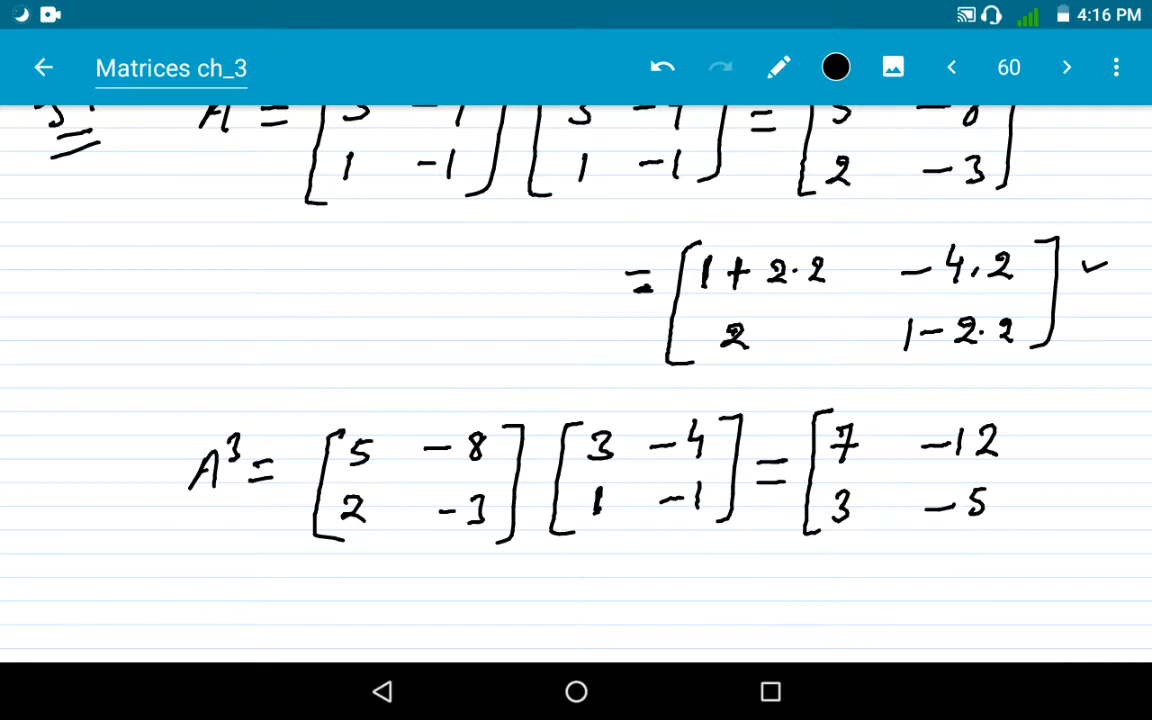 4:16 PM
Matrices ch_3
60
A = [3 -4] [3 -4] = [5 -8]
[1 -1] [1 -1] [2 -3]
= [1 + 2·2 -4·2] ✓
[2 1 - 2·2]
A³ = [5 -8] [3 -4] = [7 -12
[2 -3] [1 -1] [3 -5